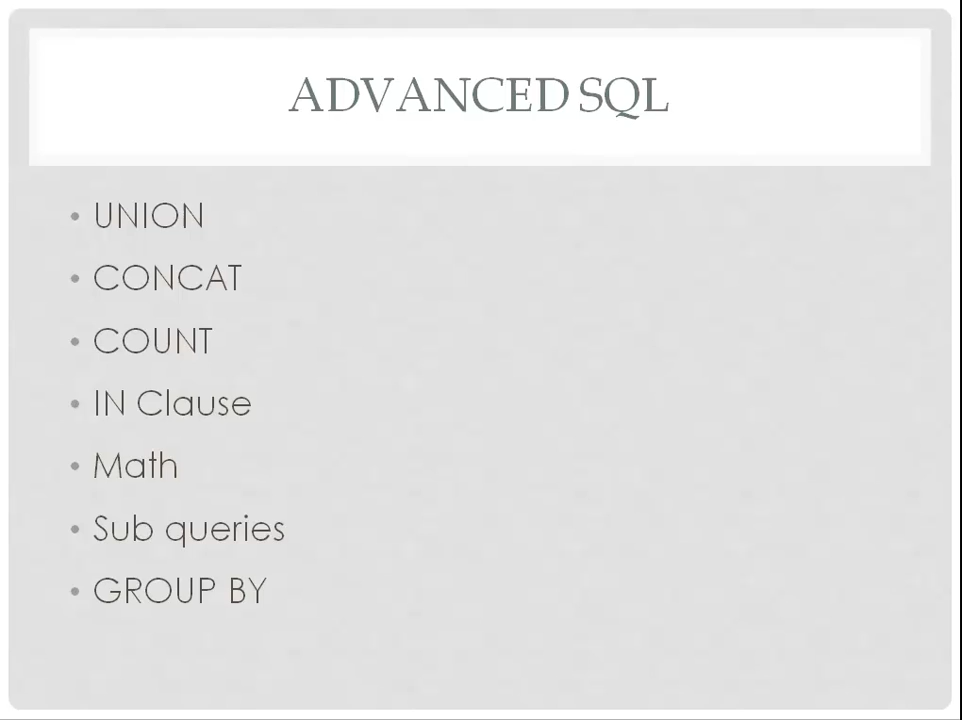 ADVANCED SQL
• UNION
• CONCAT
• COUNT
• IN Clause
• Math
• Sub queries
• GROUP BY